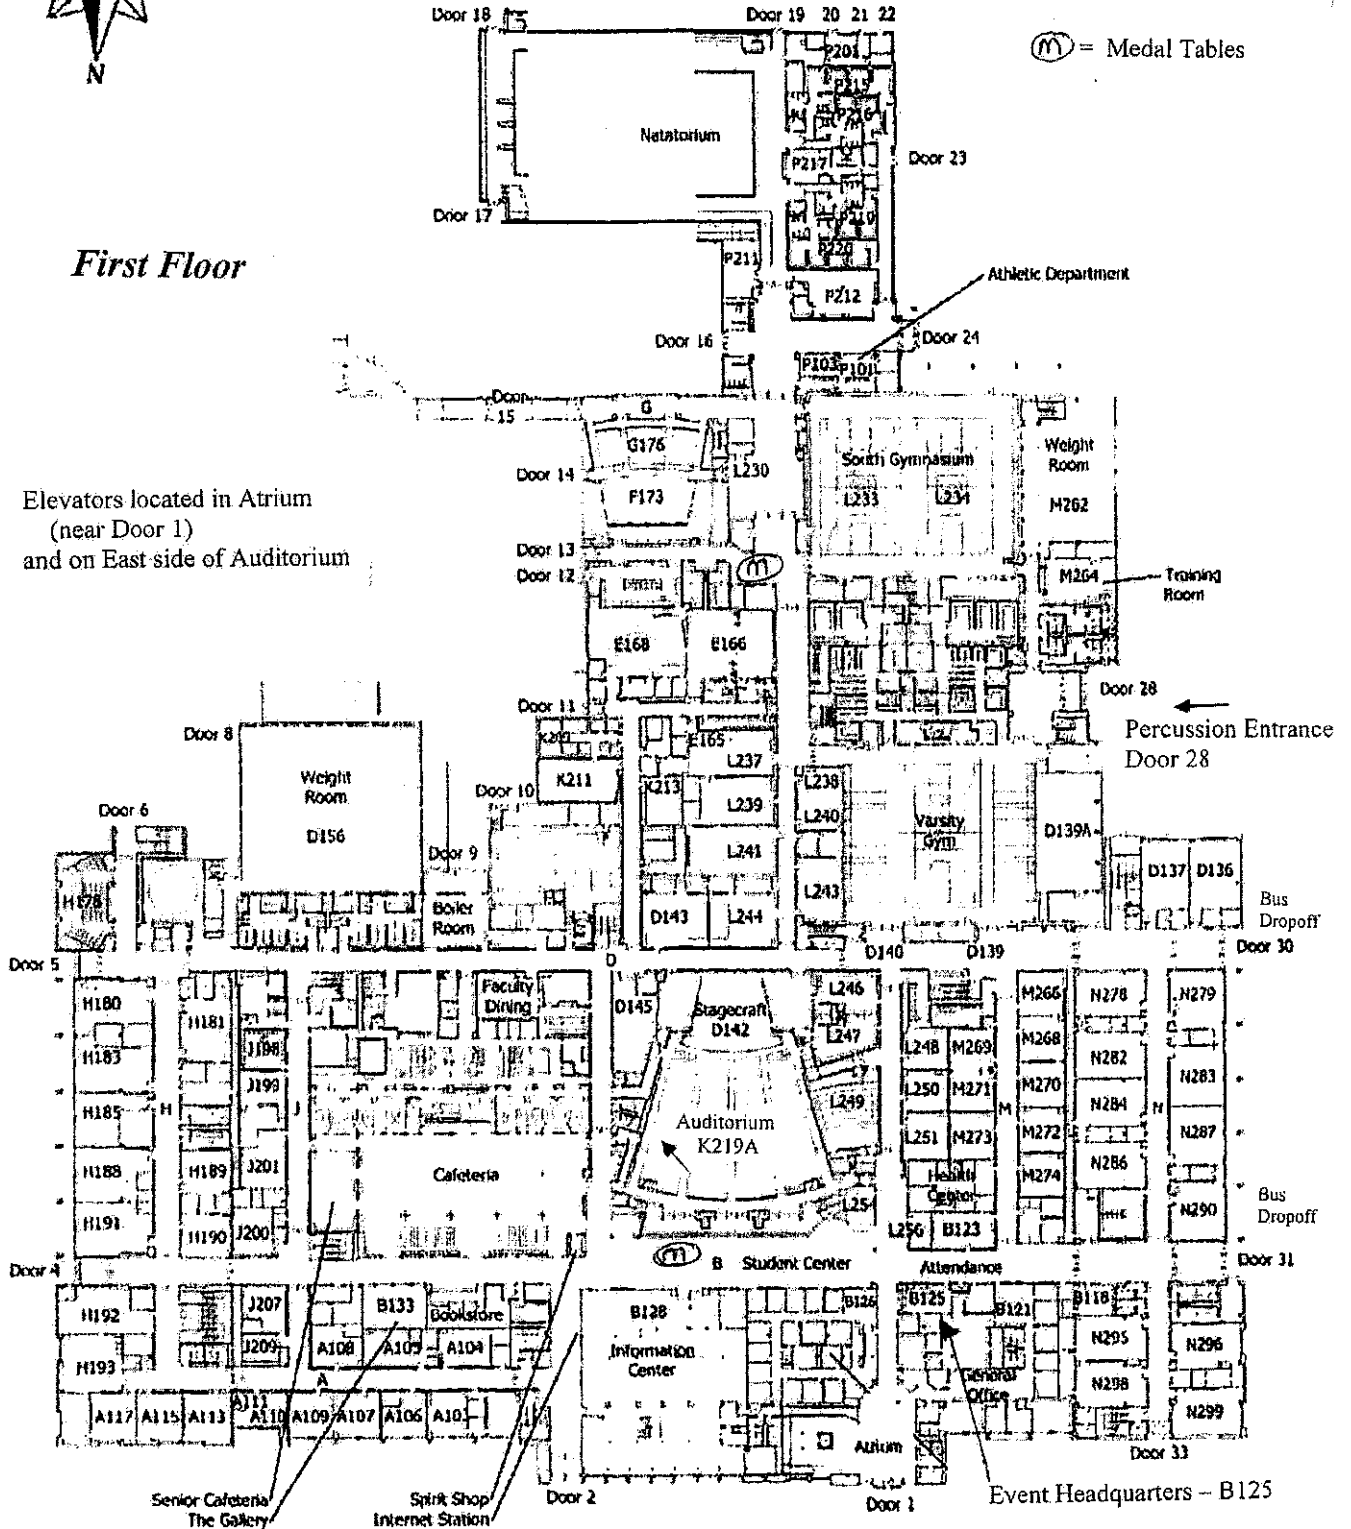 Door 18
Door 19 20 21 22
M = Medal Tables
N
P201
P215
P216
Natatorium
P217
Door 23
Door 17
P219
P220
First Floor
P211
Athletic Department
P212
Door 16
Door 24
P103
P101
Door
15
G
G176
Weight
Room
South Gymnasium
Door 14
L230
F173
L233
L234
M262
Elevators located in Atrium
(near Door 1)
and on East side of Auditorium
Door 13
M
Door 12
M264
Training
Room
E168
E166
Door 28
Door 11
Percussion Entrance
Door 28
Door 8
E165
L237
Weight
Room
K211
K213
L238
Door 10
L239
L240
Varsity
Gym
Door 6
D156
D139A
L241
Door 9
D137
D136
H178
L243
Boiler
Room
D143
L244
Bus
Dropoff
Door 5
D
D140
D139
Door 30
H180
H181
Faculty
Dining
D145
Stagecraft
D142
L246
M266
N278
N279
L247
H183
J198
L248
M269
M268
N282
J199
L250
M271
M270
N283
H185
H
J
L249
M
N284
N
Auditorium
K219A
L251
M273
M272
N287
H188
H189
J201
Cafeteria
Health
Center
M274
N286
H191
H190
J200
L254
L256
B123
N290
Bus
Dropoff
M
B
Student Center
Attendance
Door 4
Door 31
H192
J207
B133
Bookstore
B128
B126
B125
B121
B118
J209
A108
A105
A104
Information
Center
N295
N296
H193
A
General
Office
N298
A117
A115
A113
A111
A110
A109
A107
A106
A103
N299
Atrium
Door 33
Senior Cafeteria
The Gallery
Spirit Shop
Internet Station
Door 2
Door 1
Event Headquarters – B125